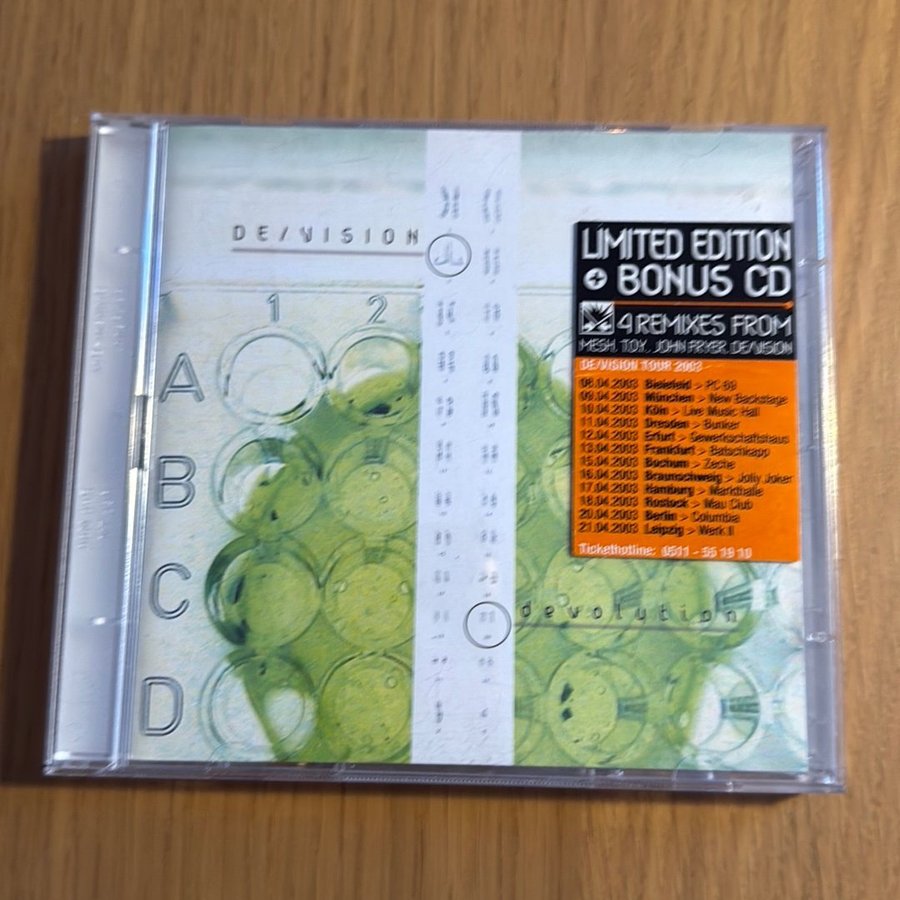 DE/VISION
1 2
A
B
C
D
devolution
LIMITED EDITION
+ BONUS CD
4 REMIXES FROM
MESH, T.O.Y., JOHN FRYER, DE/VISION
DE/VISION TOUR 2003
08.04.2003 Bielefeld > PC 69
09.04.2003 München > New Backstage
10.04.2003 Köln > Live Music Hall
11.04.2003 Dresden > Bunker
12.04.2003 Erfurt > Gewerkschaftshaus
13.04.2003 Frankfurt > Batschkapp
15.04.2003 Bochum > Zeche
16.04.2003 Braunschweig > Jolly Joker
17.04.2003 Hamburg > Markthalle
18.04.2003 Rostock > Mau Club
20.04.2003 Berlin > Columbia
21.04.2003 Leipzig > Werk II
Tickethotline: 0511 - 55 19 10